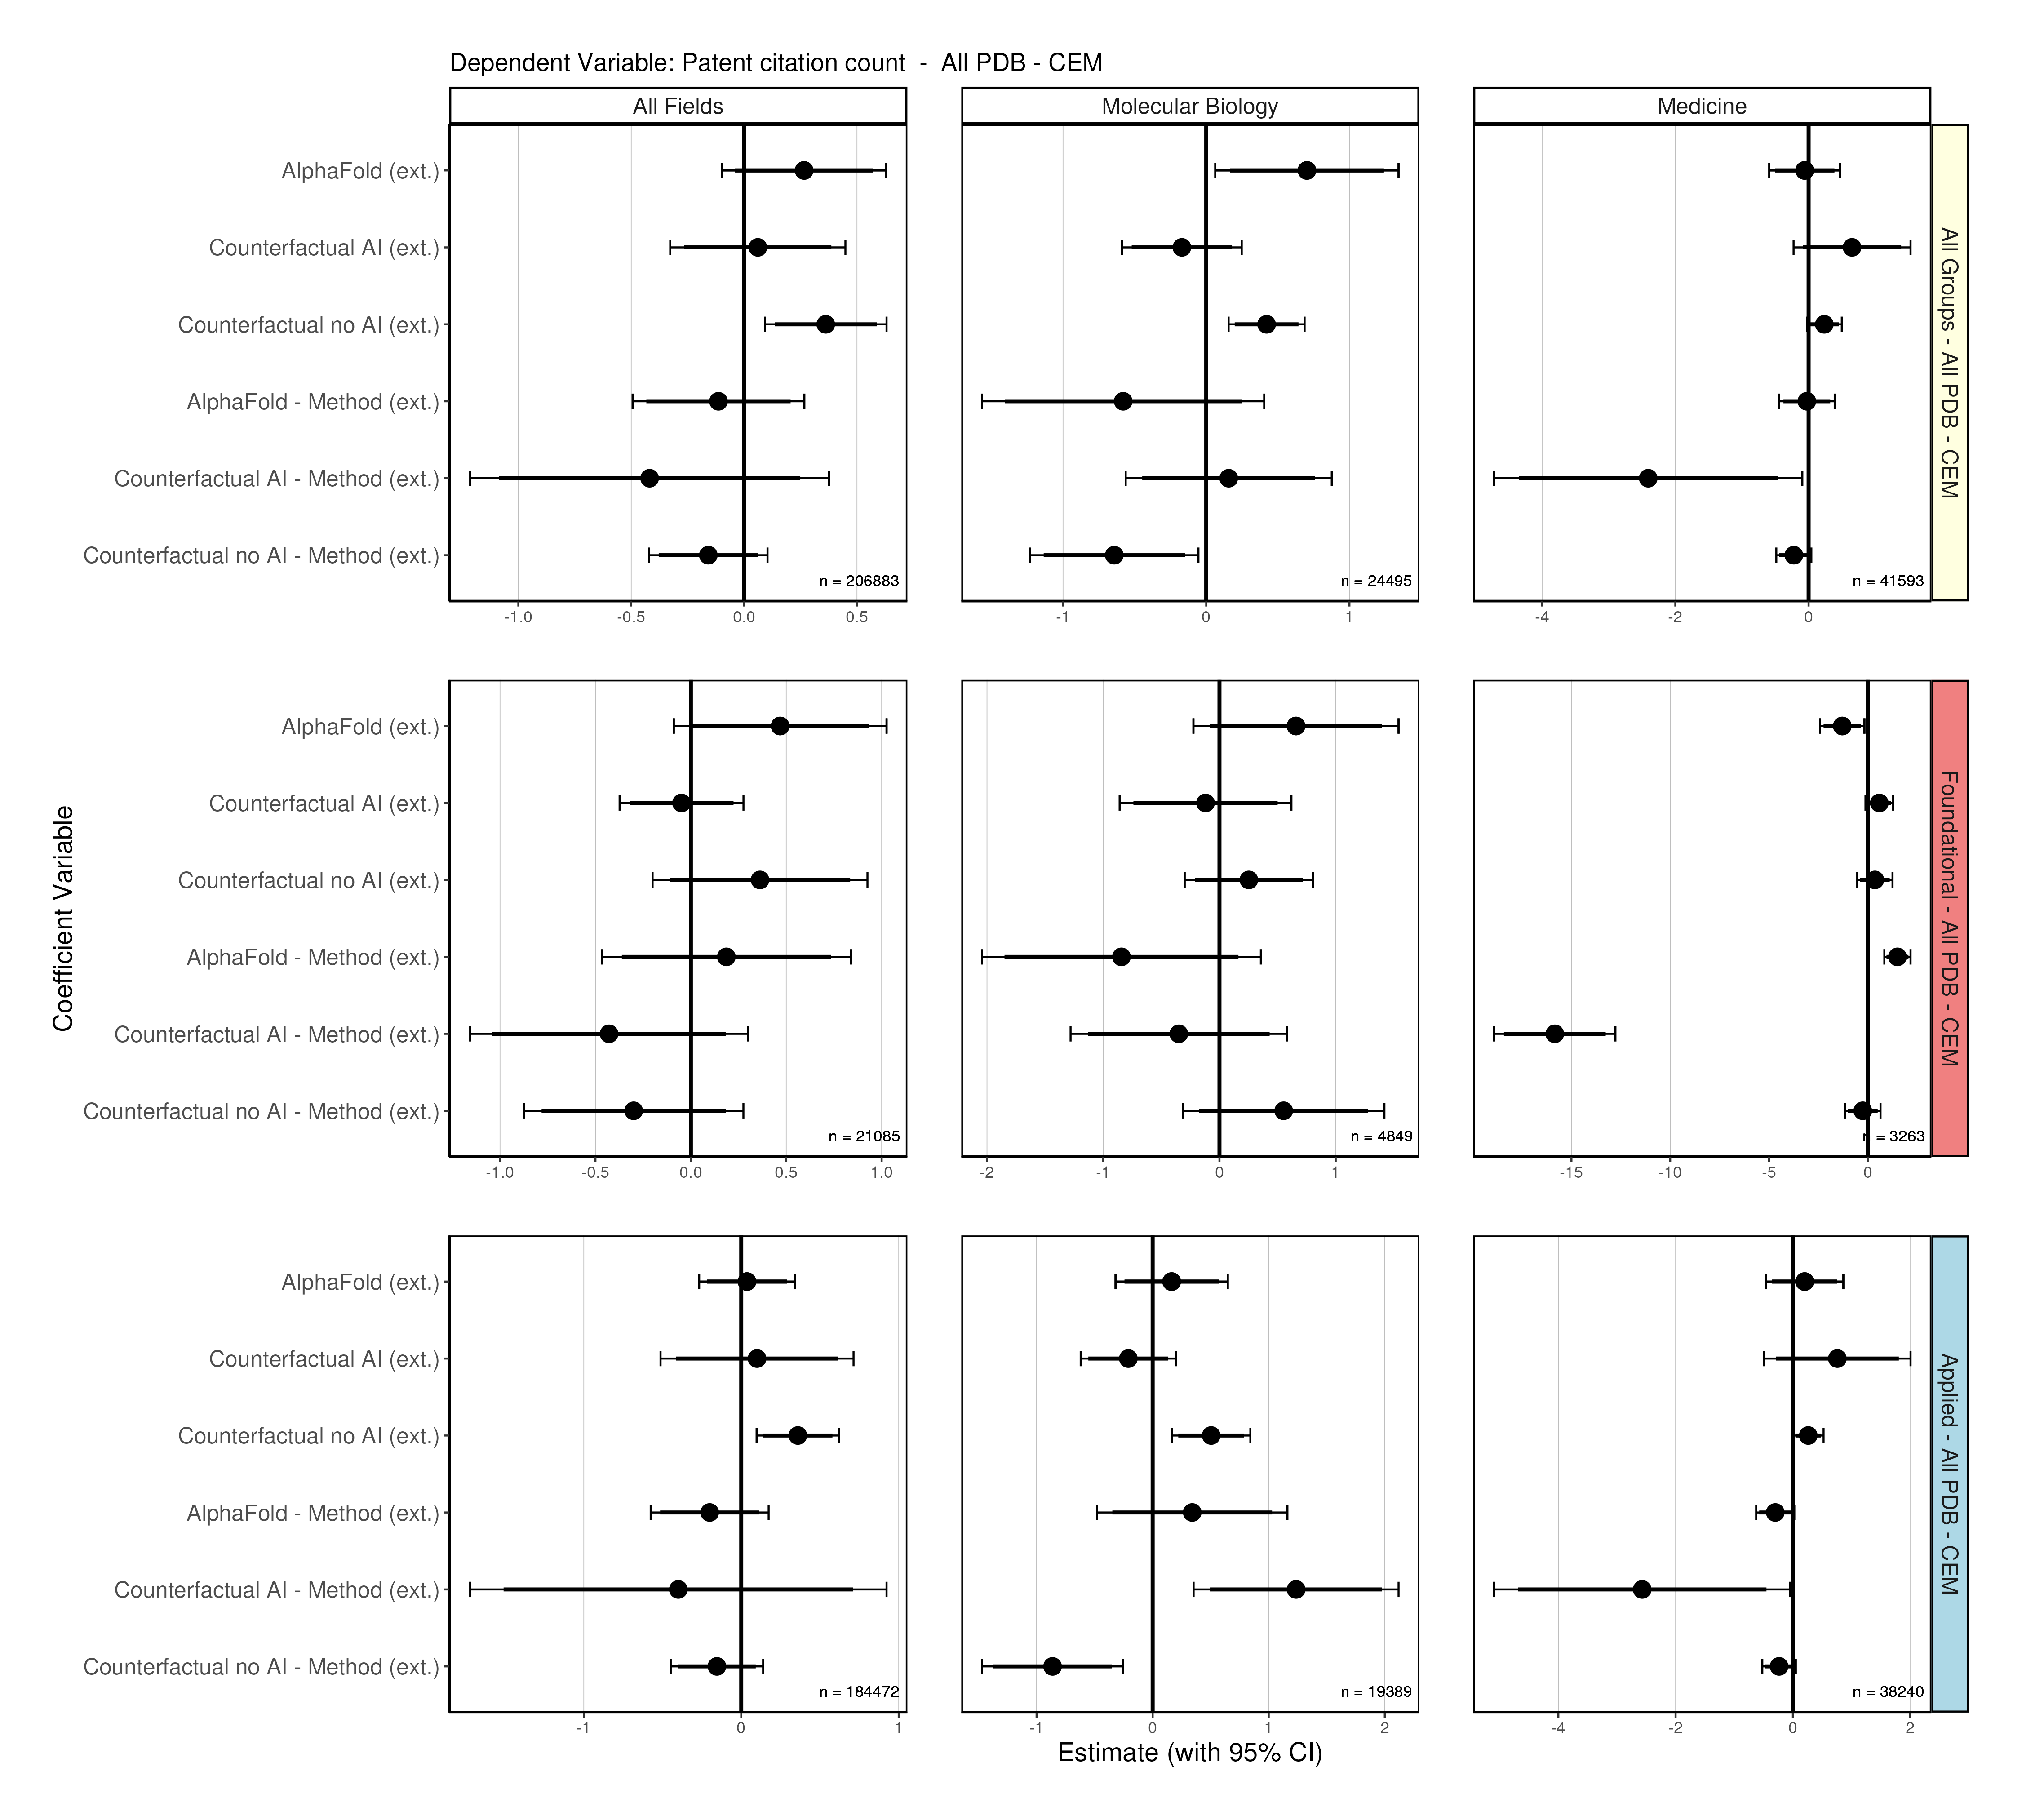 Dependent Variable: Patent citation count - All PDB - CEM
All Fields
Molecular Biology
Medicine
AlphaFold (ext.)
Counterfactual AI (ext.)
Counterfactual no AI (ext.)
AlphaFold - Method (ext.)
Counterfactual AI - Method (ext.)
Counterfactual no AI - Method (ext.)
n = 206883
n = 24495
n = 41593
-1.0 -0.5 0.0 0.5
-1 0 1
-4 -2 0
All Groups - All PDB - CEM
Coefficient Variable
AlphaFold (ext.)
Counterfactual AI (ext.)
Counterfactual no AI (ext.)
AlphaFold - Method (ext.)
Counterfactual AI - Method (ext.)
Counterfactual no AI - Method (ext.)
n = 21085
n = 4849
n = 3263
-1.0 -0.5 0.0 0.5 1.0
-2 -1 0 1
-15 -10 -5 0
Foundational - All PDB - CEM
AlphaFold (ext.)
Counterfactual AI (ext.)
Counterfactual no AI (ext.)
AlphaFold - Method (ext.)
Counterfactual AI - Method (ext.)
Counterfactual no AI - Method (ext.)
n = 184472
n = 19389
n = 38240
-1 0 1
-1 0 1 2
-4 -2 0 2
Applied - All PDB - CEM
Estimate (with 95% CI)